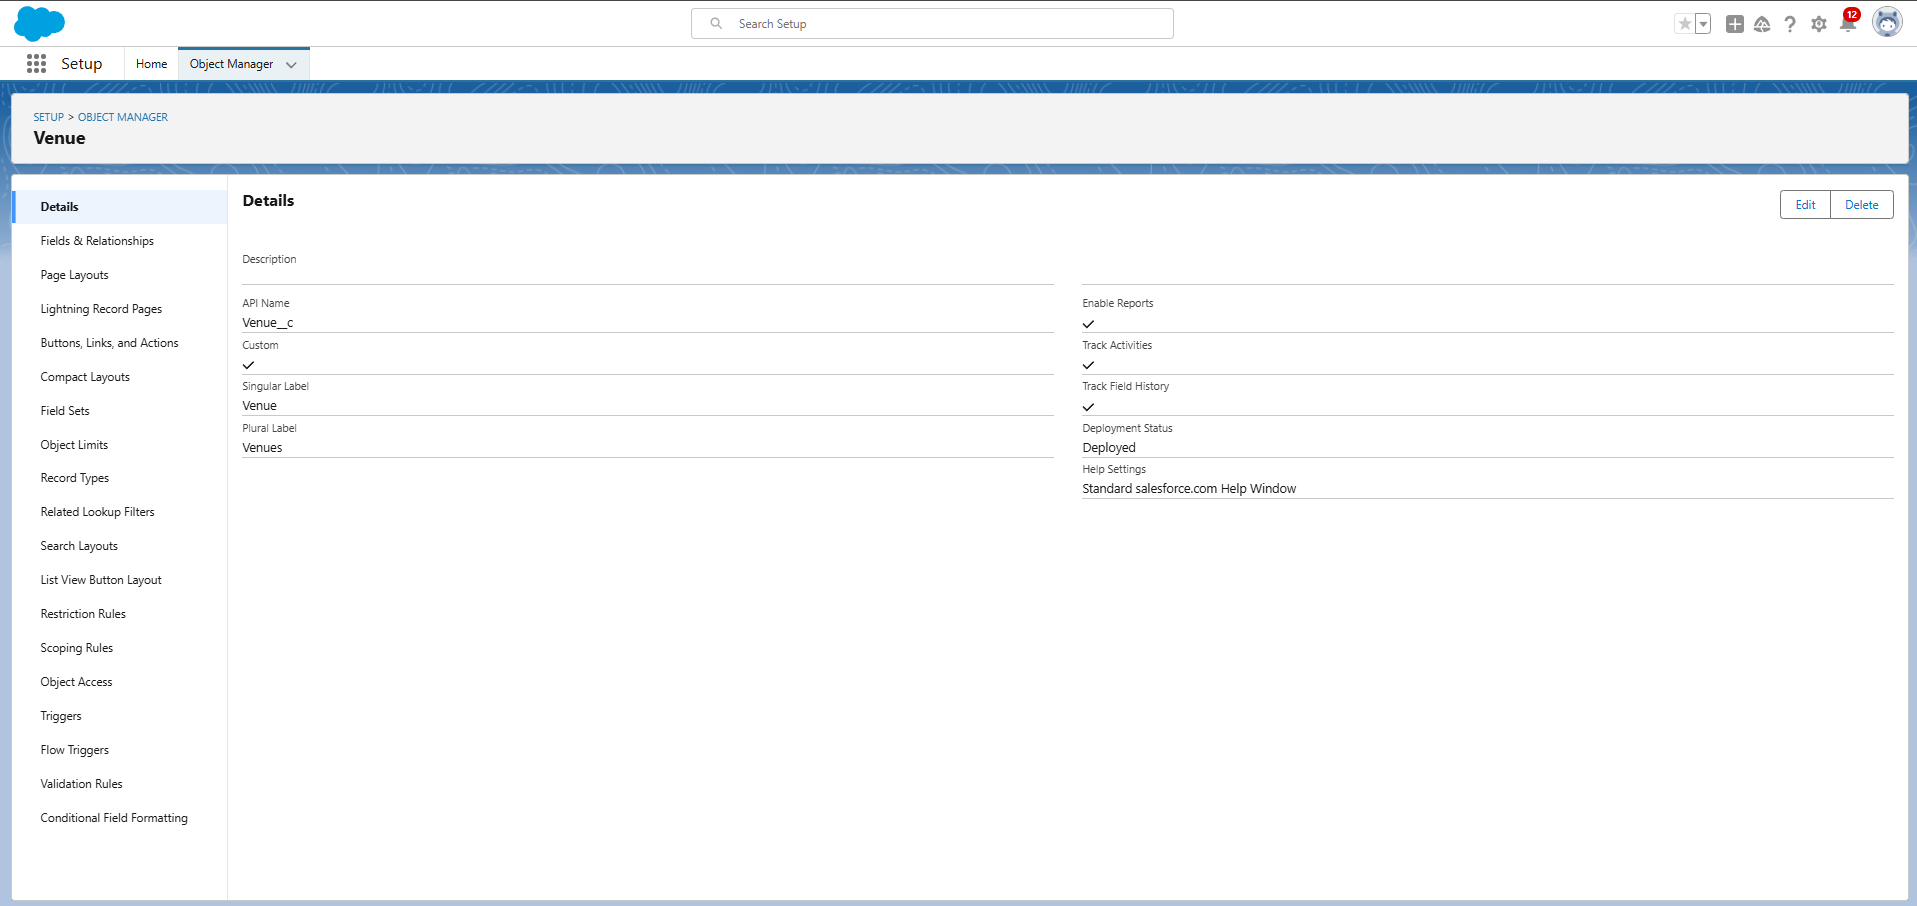 Search Setup
12
Setup
Home
Object Manager
SETUP > OBJECT MANAGER
Venue
Details
Fields & Relationships
Page Layouts
Lightning Record Pages
Buttons, Links, and Actions
Compact Layouts
Field Sets
Object Limits
Record Types
Related Lookup Filters
Search Layouts
List View Button Layout
Restriction Rules
Scoping Rules
Object Access
Triggers
Flow Triggers
Validation Rules
Conditional Field Formatting
Details
Edit
Delete
Description
API Name
Venue__c
Custom
Singular Label
Venue
Plural Label
Venues
Enable Reports
Track Activities
Track Field History
Deployment Status
Deployed
Help Settings
Standard salesforce.com Help Window